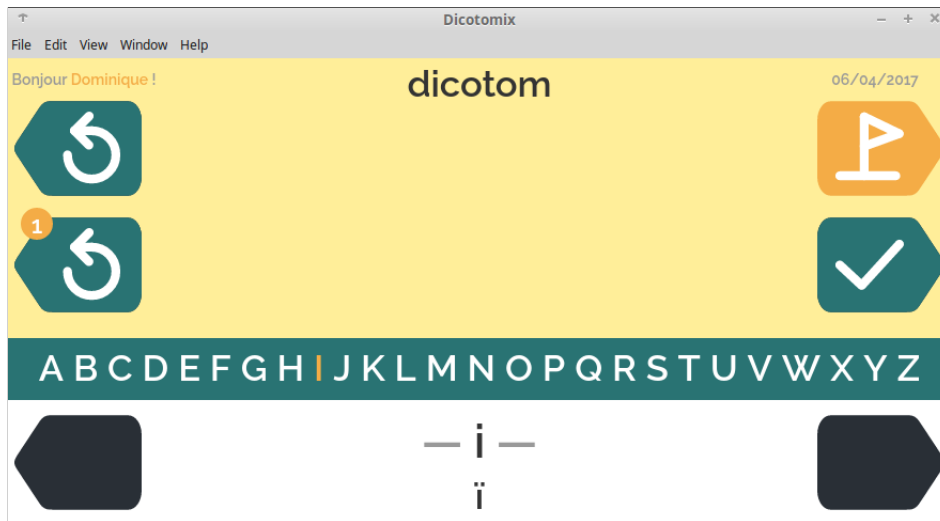 Dicotomix
File Edit View Window Help
Bonjour Dominique ! dicotom 06/04/2017
1
A B C D E F G H I J K L M N O P Q R S T U V W X Y Z
— i —
ï